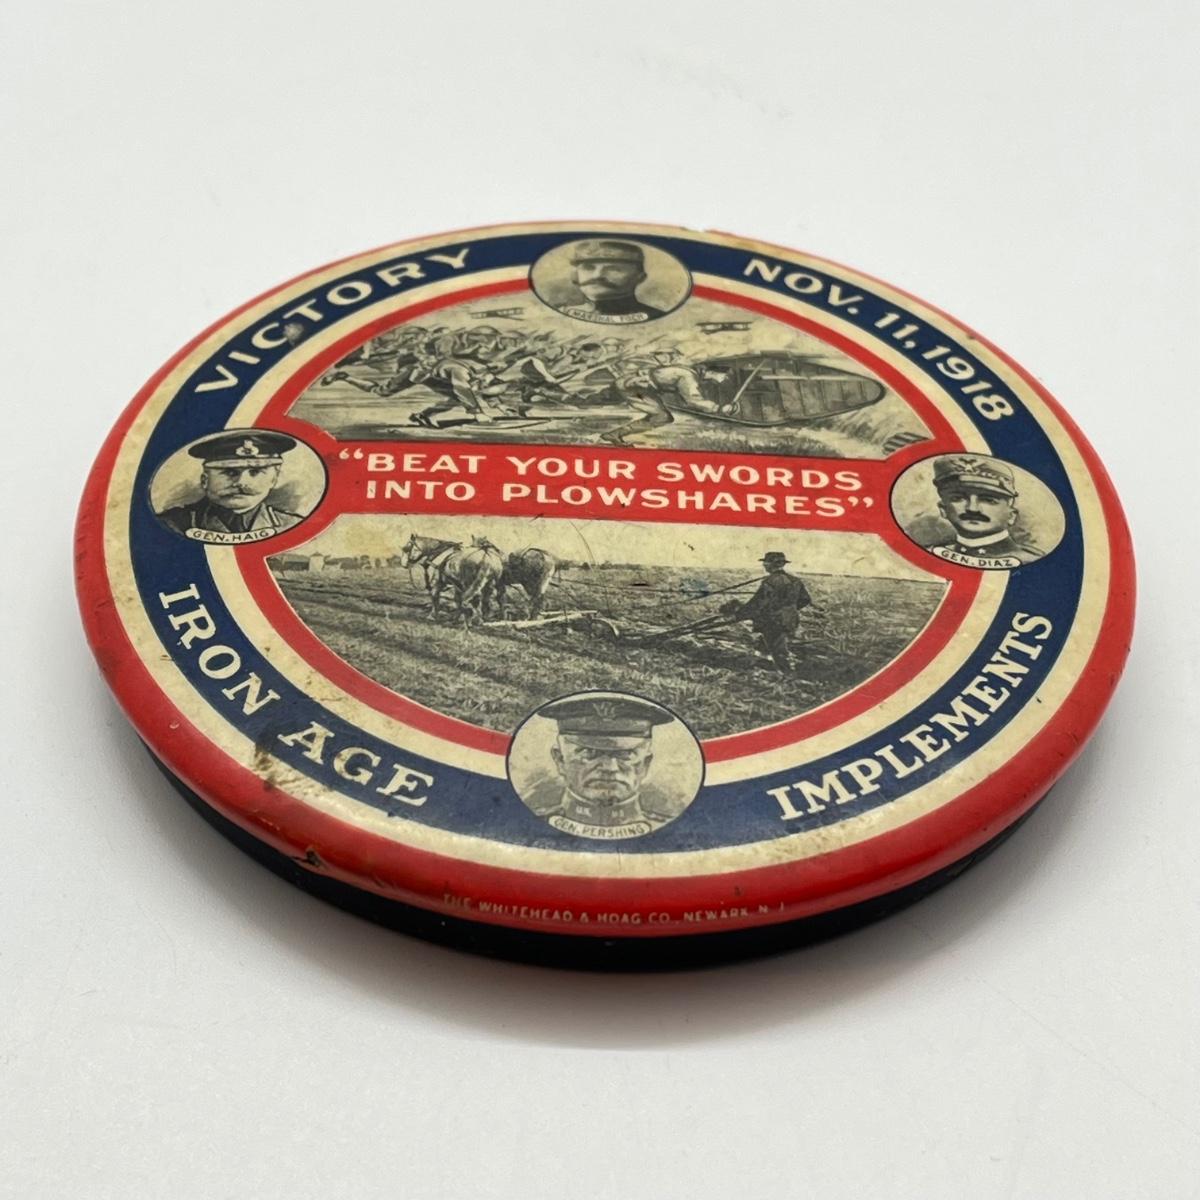 VICTORY
NOV. 11, 1918
MARSHAL FOCH
"BEAT YOUR SWORDS
INTO PLOWSHARES"
GEN. HAIG
GEN. DIAZ
IRON AGE
IMPLEMENTS
U.S.
GEN. PERSHING
THE WHITEHEAD & HOAG CO., NEWARK, N. J.